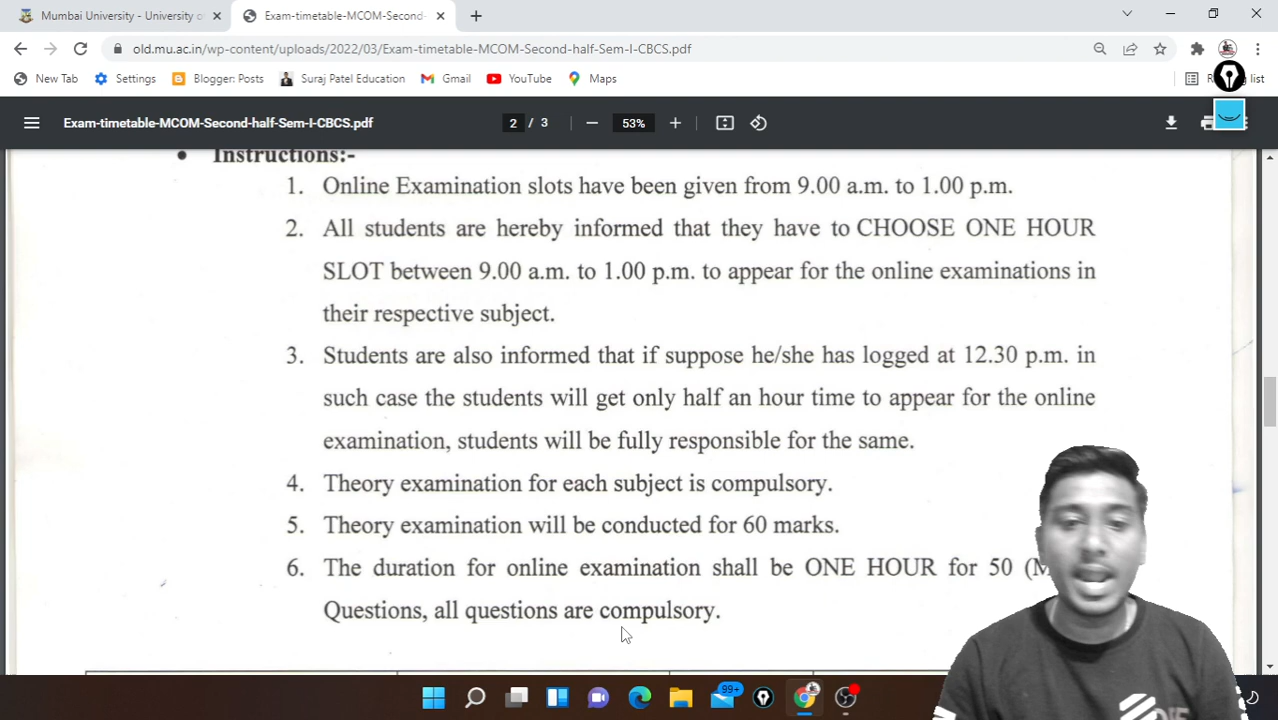 Mumbai University - University o
Exam-timetable-MCOM-Second-
old.mu.ac.in/wp-content/uploads/2022/03/Exam-timetable-MCOM-Second-half-Sem-I-CBCS.pdf
New Tab Settings Blogger: Posts Suraj Patel Education Gmail YouTube Maps list
Exam-timetable-MCOM-Second-half-Sem-I-CBCS.pdf 2 / 3 53%
• Instructions:-
1. Online Examination slots have been given from 9.00 a.m. to 1.00 p.m.
2. All students are hereby informed that they have to CHOOSE ONE HOUR
SLOT between 9.00 a.m. to 1.00 p.m. to appear for the online examinations in
their respective subject.
3. Students are also informed that if suppose he/she has logged at 12.30 p.m. in
such case the students will get only half an hour time to appear for the online
examination, students will be fully responsible for the same.
4. Theory examination for each subject is compulsory.
5. Theory examination will be conducted for 60 marks.
6. The duration for online examination shall be ONE HOUR for 50
Questions, all questions are compulsory.
99+